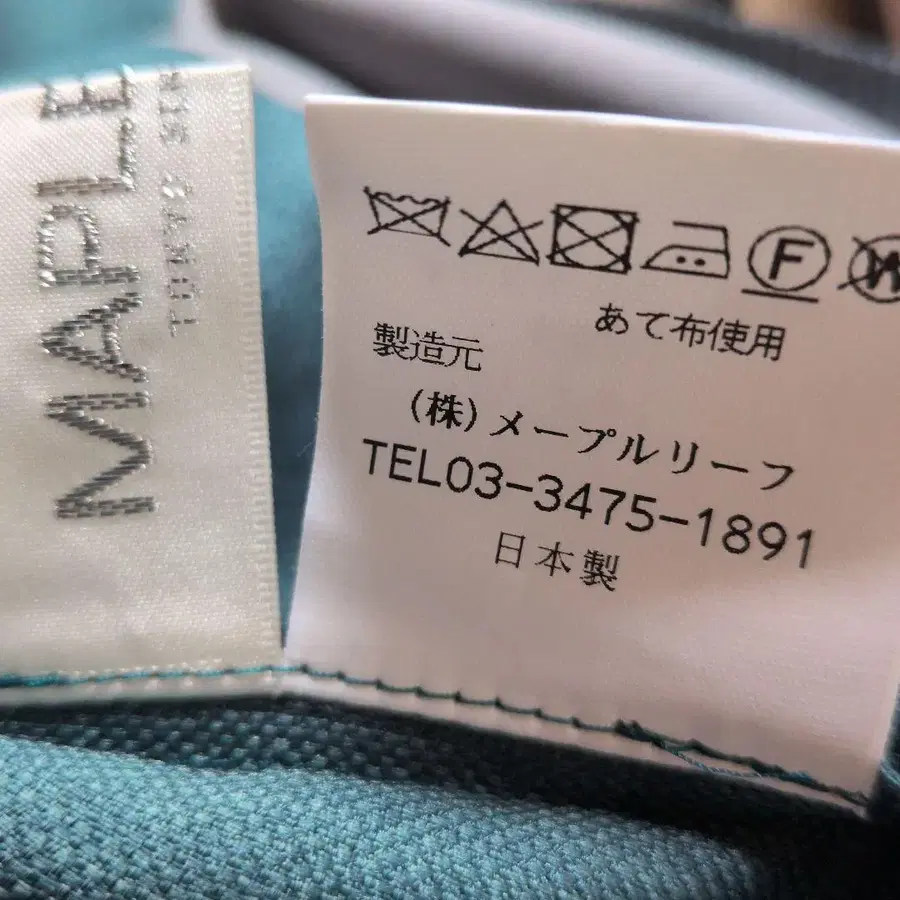 MAPLE
F
W
あて布使用
製造元
(株)メープルリーフ
TEL03-3475-1891
日本製